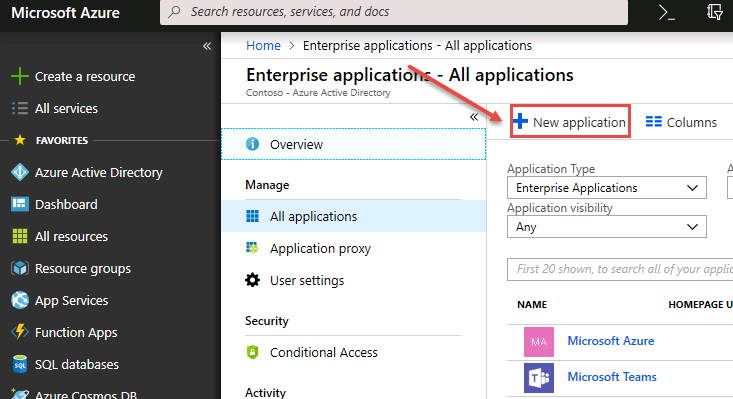 Microsoft Azure
Search resources, services, and docs
Create a resource
All services
FAVORITES
Azure Active Directory
Dashboard
All resources
Resource groups
App Services
Function Apps
SQL databases
Azure Cosmos DB
Home > Enterprise applications - All applications
Enterprise applications - All applications
Contoso - Azure Active Directory
Overview
Manage
All applications
Application proxy
User settings
Security
Conditional Access
Activity
New application
Columns
Application Type
A
Enterprise Applications
Application visibility
Any
First 20 shown, to search all of your applic
NAME
HOMEPAGE U
MA
Microsoft Azure
Microsoft Teams